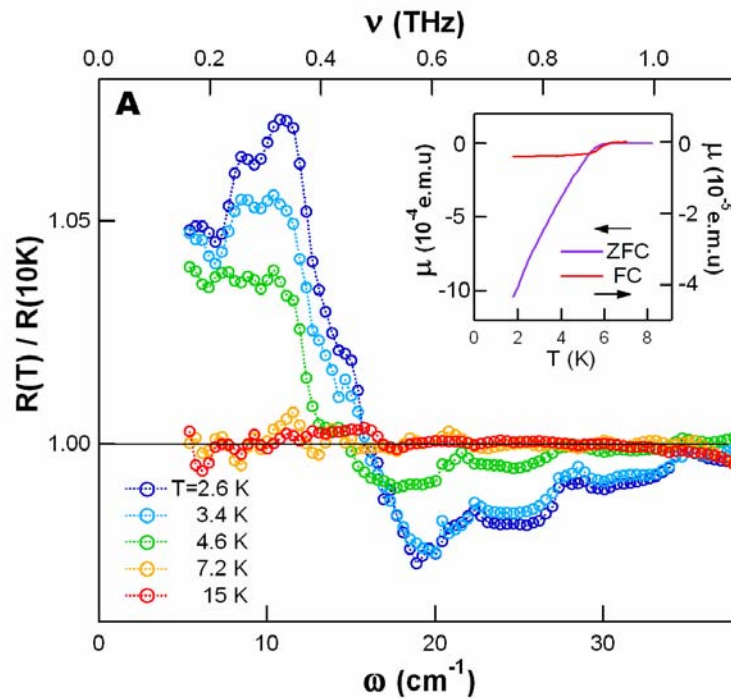 ν (THz)
0.0 0.2 0.4 0.6 0.8 1.0
A
1.05
1.00
R(T) / R(10K)
T=2.6 K
3.4 K
4.6 K
7.2 K
15 K
0 10 20 30
ω (cm⁻¹)
0
-5
-10
μ (10⁻⁴ e.m.u)
0
-2
-4
μ (10⁻⁵ e.m.u)
ZFC
FC
0 2 4 6 8
T (K)